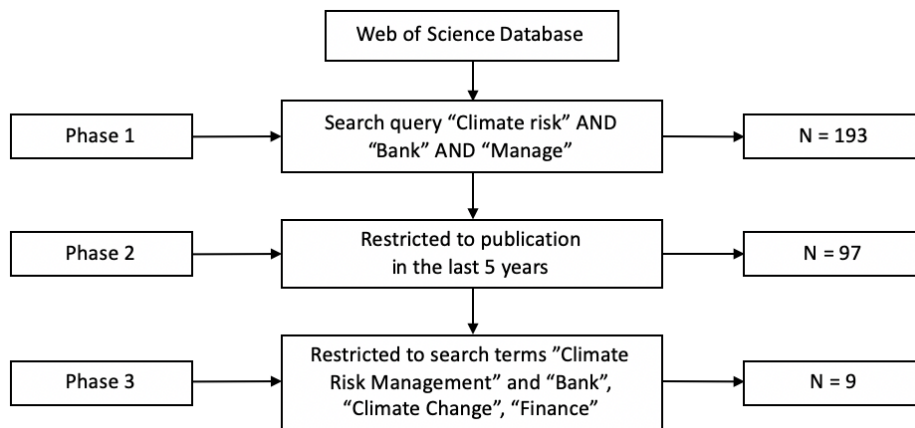 Web of Science Database
Phase 1
Search query “Climate risk” AND
“Bank” AND “Manage”
N = 193
Phase 2
Restricted to publication
in the last 5 years
N = 97
Phase 3
Restricted to search terms ”Climate
Risk Management” and “Bank”,
“Climate Change”, “Finance”
N = 9